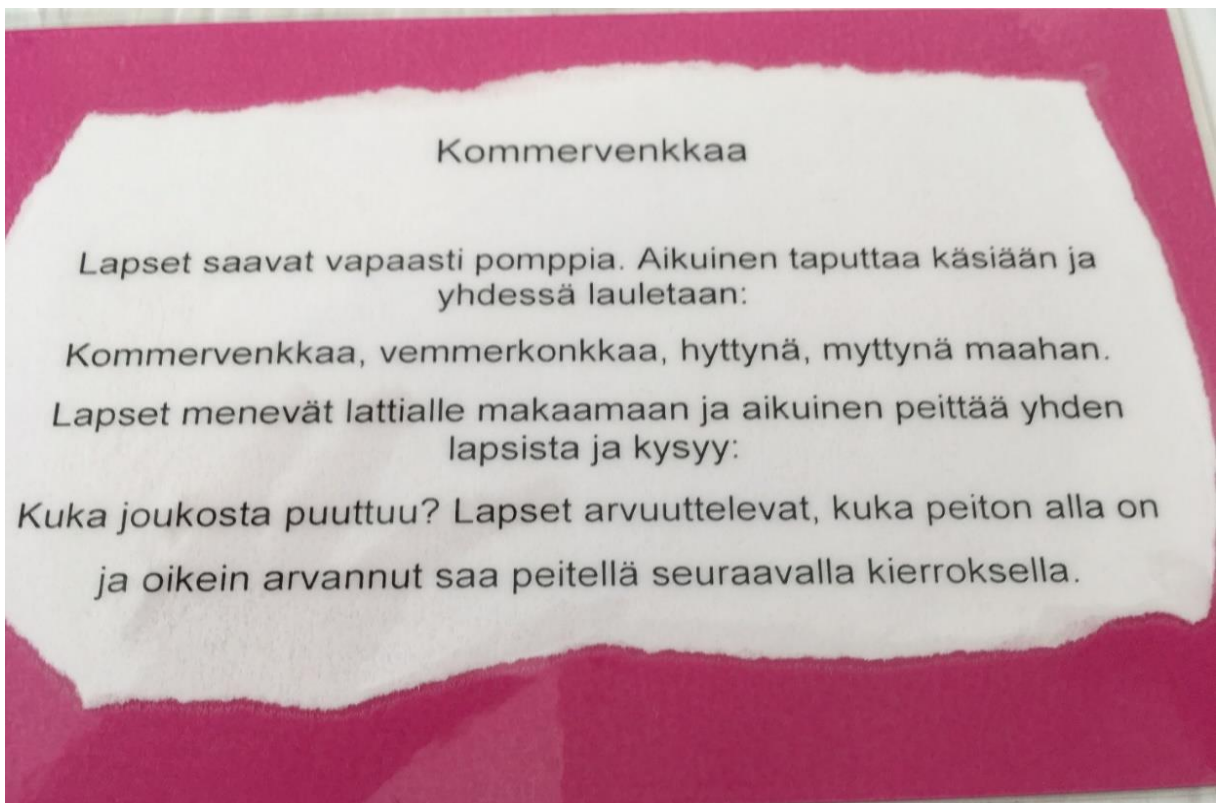 Kommervenkkaa
Lapset saavat vapaasti pomppia. Aikuinen taputtaa käsiään ja
yhdessä lauletaan:
Kommervenkkaa, vemmerkonkkaa, hyttynä, myttynä maahan.
Lapset menevät lattialle makaamaan ja aikuinen peittää yhden
lapsista ja kysyy:
Kuka joukosta puuttuu? Lapset arvuuttelevat, kuka peiton alla on
ja oikein arvannut saa peitellä seuraavalla kierroksella.